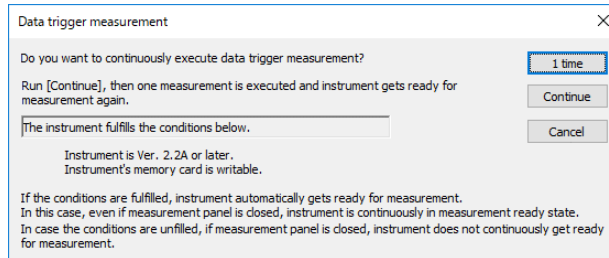 Data trigger measurement
Do you want to continuously execute data trigger measurement?
1 time
Run [Continue], then one measurement is executed and instrument gets ready for
measurement again.
Continue
The instrument fulfills the conditions below.
Cancel
Instrument is Ver. 2.2A or later.
Instrument's memory card is writable.
If the conditions are fulfilled, instrument automatically gets ready for measurement.
In this case, even if measurement panel is closed, instrument is continuously in measurement ready state.
In case the conditions are unfilled, if measurement panel is closed, instrument does not continuously get ready
for measurement.